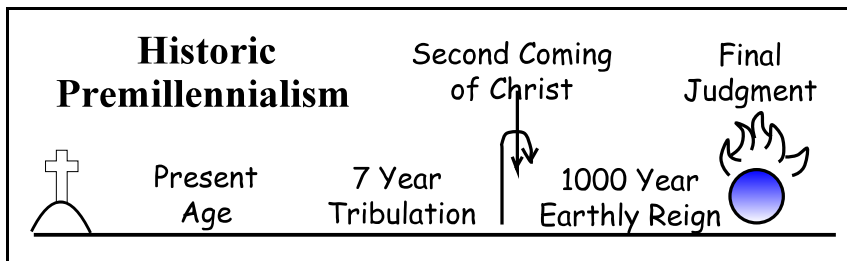 Historic
Premillennialism
Second Coming
of Christ
Final
Judgment
Present
Age
7 Year
Tribulation
1000 Year
Earthly Reign